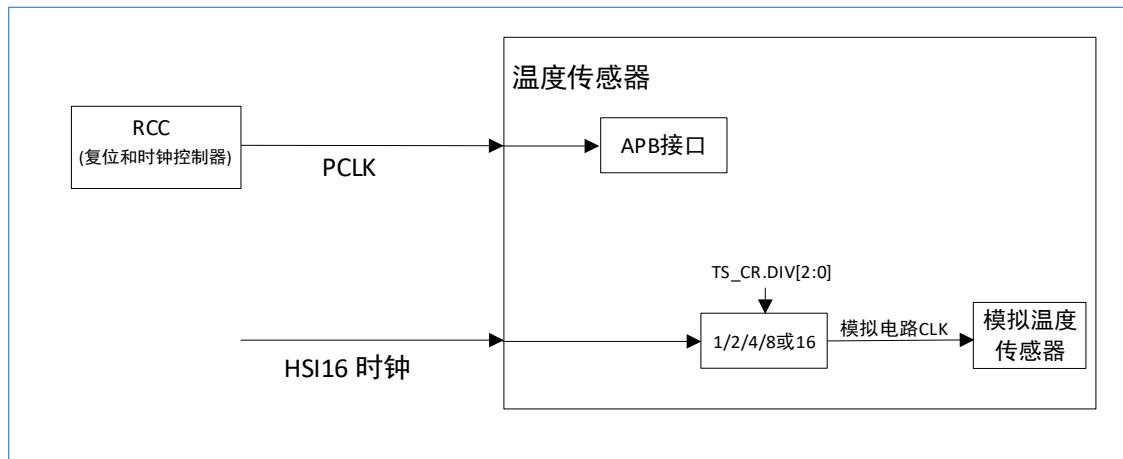 温度传感器
RCC
(复位和时钟控制器)
PCLK
APB接口
TS_CR.DIV[2:0]
HSI16 时钟
1/2/4/8或16
模拟电路CLK
模拟温度
传感器